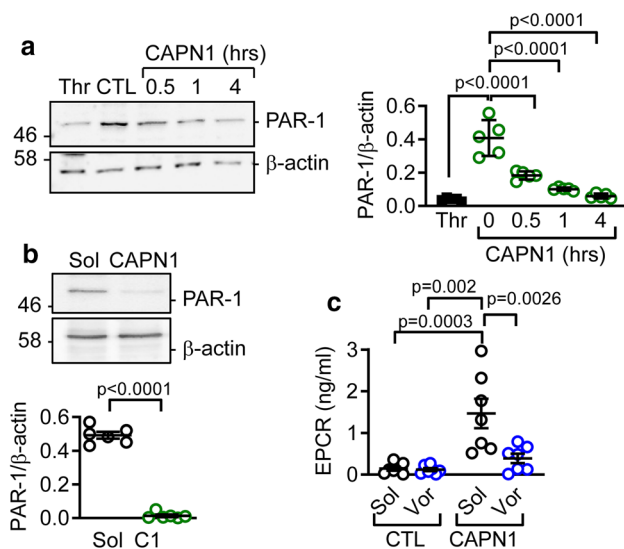 a
CAPN1 (hrs)
Thr CTL 0.5 1 4
46
PAR-1
58
β-actin
p<0.0001
p<0.0001
p<0.0001
PAR-1/β-actin
0.6
0.4
0.2
0.0
Thr 0 0.5 1 4
CAPN1 (hrs)
b
Sol CAPN1
46
PAR-1
58
β-actin
p<0.0001
PAR-1/β-actin
0.6
0.4
0.2
0.0
Sol C1
c
p=0.002
p=0.0026
p=0.0003
EPCR (ng/ml)
3
2
1
0
Sol Vor Sol Vor
CTL CAPN1